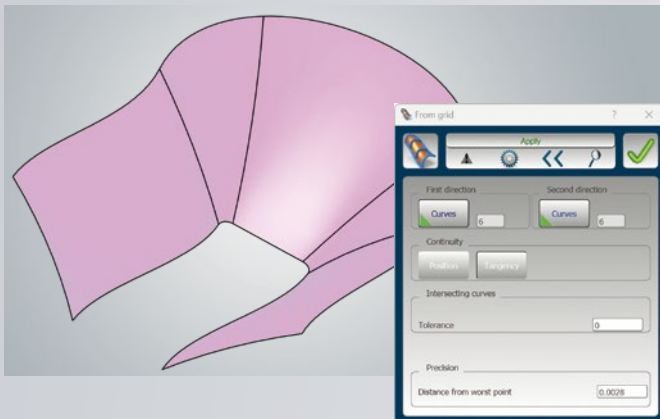 From grid
Apply
First direction
Second direction
Curves
6
Curves
6
Continuity
Position
Tangency
Intersecting curves
Tolerance
0
Precision
Distance from worst point
0.0028